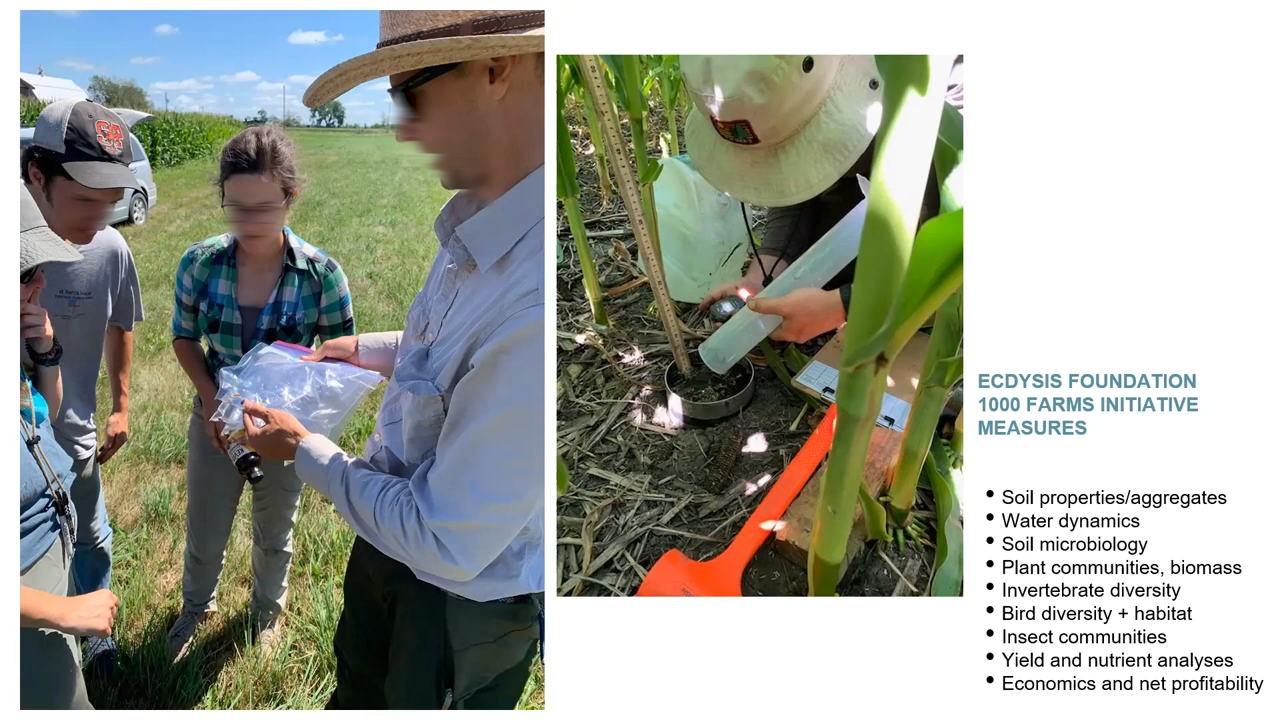 ECDYSIS FOUNDATION
1000 FARMS INITIATIVE
MEASURES
• Soil properties/aggregates
• Water dynamics
• Soil microbiology
• Plant communities, biomass
• Invertebrate diversity
• Bird diversity + habitat
• Insect communities
• Yield and nutrient analyses
• Economics and net profitability